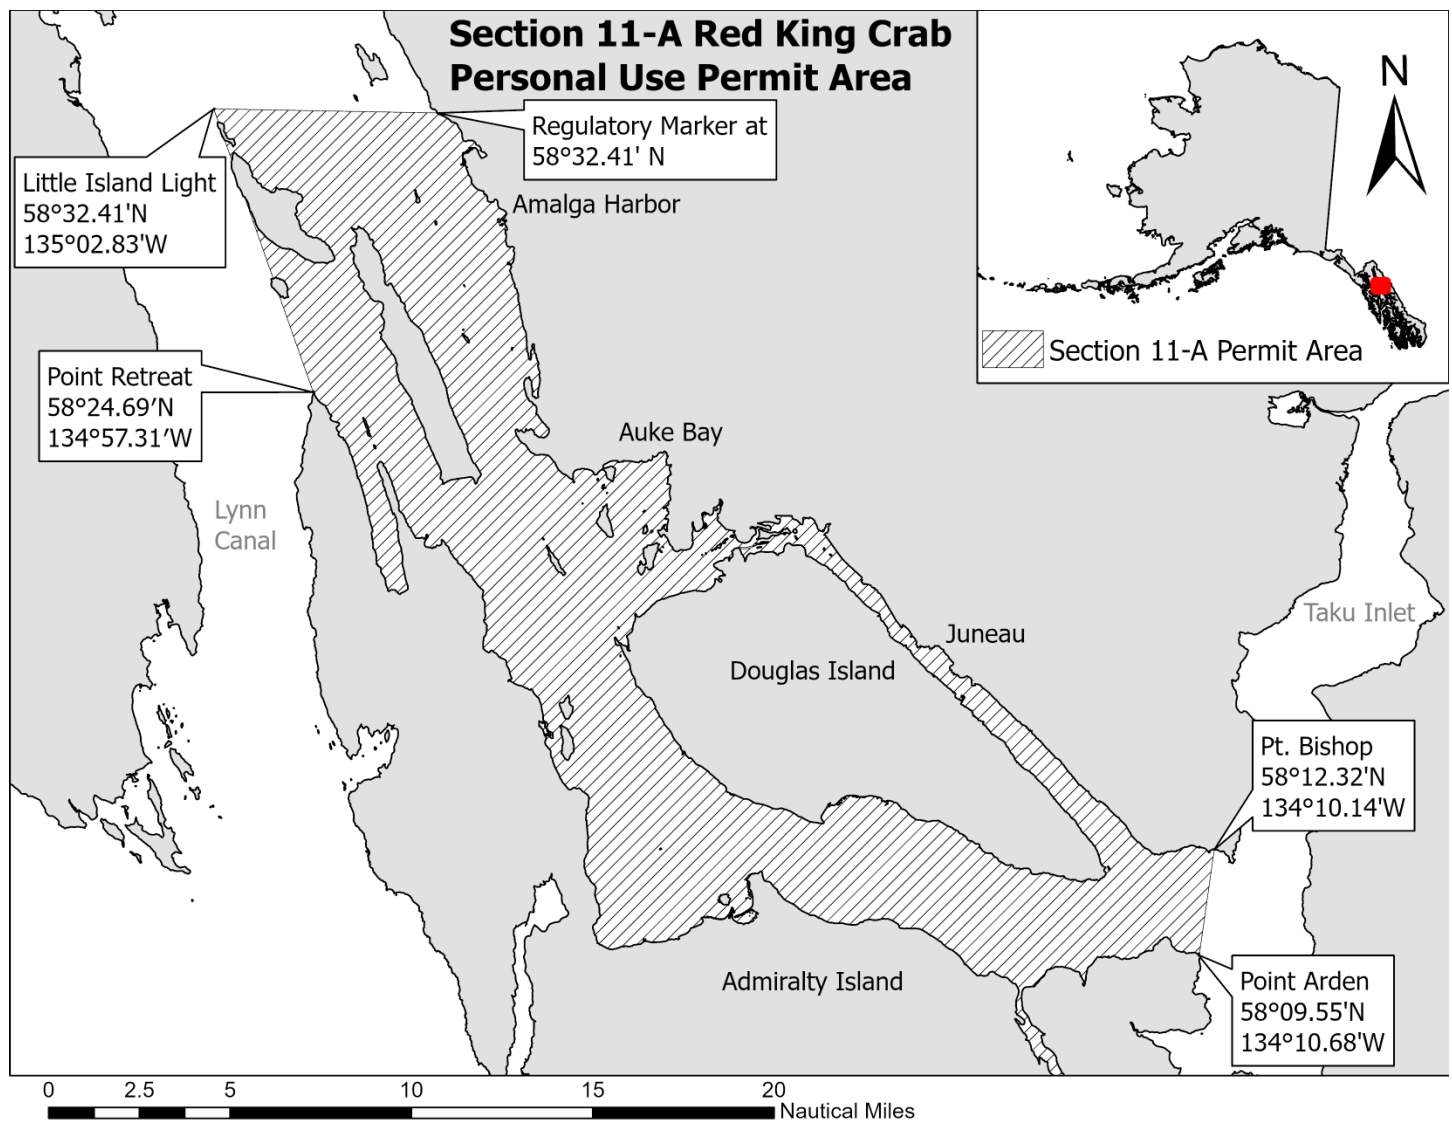 Section 11-A Red King Crab
Personal Use Permit Area
N
Regulatory Marker at
58°32.41' N
Little Island Light
58°32.41'N
135°02.83'W
Amalga Harbor
Section 11-A Permit Area
Point Retreat
58°24.69′N
134°57.31′W
Auke Bay
Lynn
Canal
Taku Inlet
Juneau
Douglas Island
Pt. Bishop
58°12.32'N
134°10.14'W
Admiralty Island
Point Arden
58°09.55'N
134°10.68'W
0 2.5 5 10 15 20
Nautical Miles